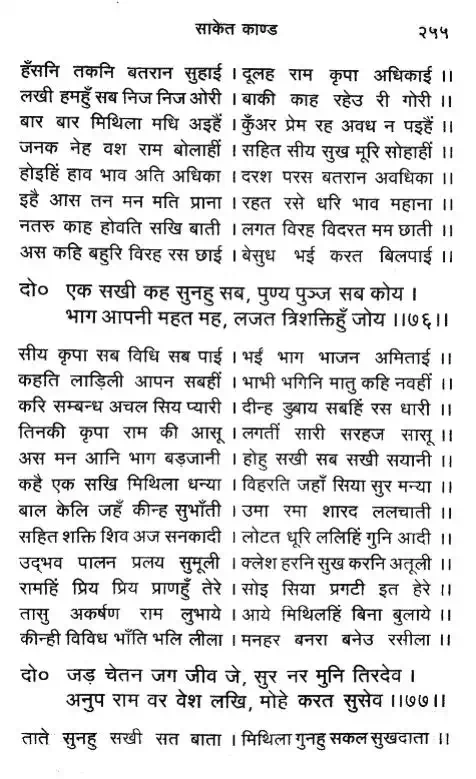 साकेत काण्ड २५५
हँसनि तकनि बतरान सुहाई । दूलह राम कृपा अधिकाई ।।
लखी हमहुँ सब निज निज ओरी । बाकी काह रहेउ री गोरी ।।
बार बार मिथिला मधि अइहैं । कुँअर प्रेम रह अवध न पइहैं ।।
जनक नेह वश राम बोलाहीं । सहित सीय सुख मूरि सोहाहीं ।।
होइहिं हाव भाव अति अधिका । दरश परस बतरान अवधिका ।।
इहै आस तन मन मति प्राना । रहत रसे धरि भाव महाना ।।
नतरु काह होवति सखि बाती । लगत विरह विदरत मम छाती ।।
अस कहि बहुरि विरह रस छाई । बेसुध भई करत बिलपाई ।।
दो० एक सखी कह सुनहु सब, पुण्य पुञ्ज सब कोय ।
भाग आपनी महत मह, लजत त्रिशक्तिहुँ जोय ।।७६।।
सीय कृपा सब विधि सब पाई । भईं भाग भाजन अमिताई ।।
कहति लाड़िली आपन सबहीं । भाभी भगिनि मातु कहि नवहीं ।।
करि सम्बन्ध अचल सिय प्यारी । दीन्ह डुबाय सबहिं रस धारी ।।
तिनकी कृपा राम की आसू । लगतीं सारी सरहज सासू ।।
अस मन आनि भाग बड़जानी । होहु सखी सब सखी सयानी ।।
कहै एक सखि मिथिला धन्या । विहरति जहाँ सिया सुर मन्या ।।
बाल केलि जहँ कीन्ह सुभाँती । उमा रमा शारद ललचाती ।।
सहित शक्ति शिव अज सनकादी । लोटत धूरि ललिहिं गुनि आदी ।।
उद्भव पालन प्रलय सुमूली । क्लेश हरनि सुख करनि अतूली ।।
रामहिं प्रिय प्रिय प्राणहुँ तेरे । सोइ सिया प्रगटी इत हेरे ।।
तासु अकर्षण राम लुभाये । आये मिथिलहिं बिना बुलाये ।।
कीन्ही विविध भाँति भलि लीला । मनहर बनरा बनेउ रसीला ।।
दो० जड़ चेतन जग जीव जे, सुर नर मुनि तिरदेव ।
अनुप राम वर वेश लखि, मोहे करत सुसेव ।।७७।।
ताते सुनहु सखी सत बाता । मिथिला गुनहु सकल सुखदाता ।।